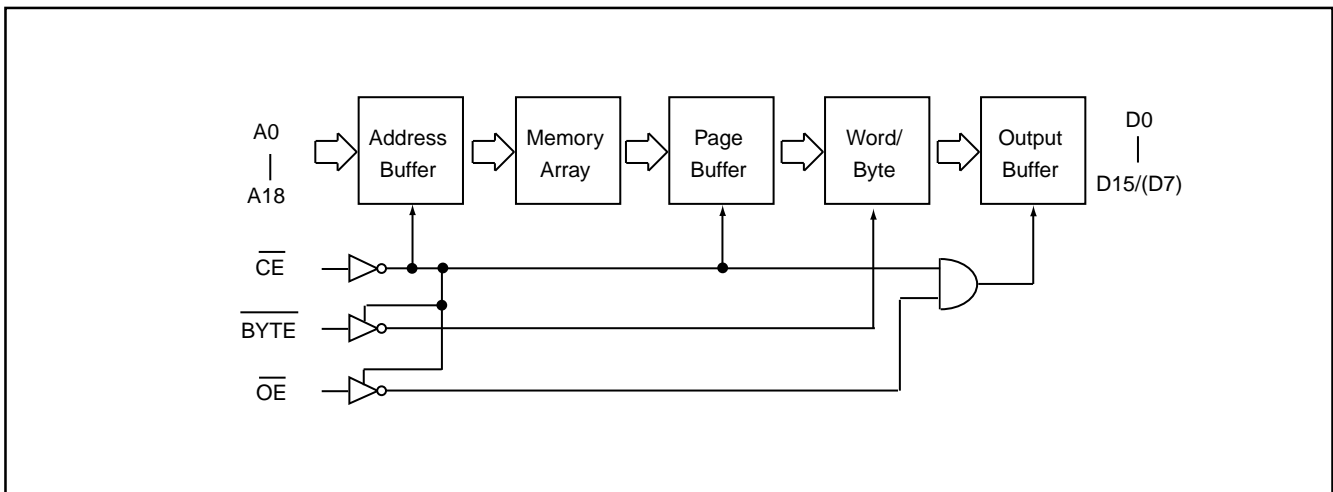 A0
A18
Address
Buffer
Memory
Array
Page
Buffer
Word/
Byte
Output
Buffer
D0
D15/(D7)
CE
BYTE
OE